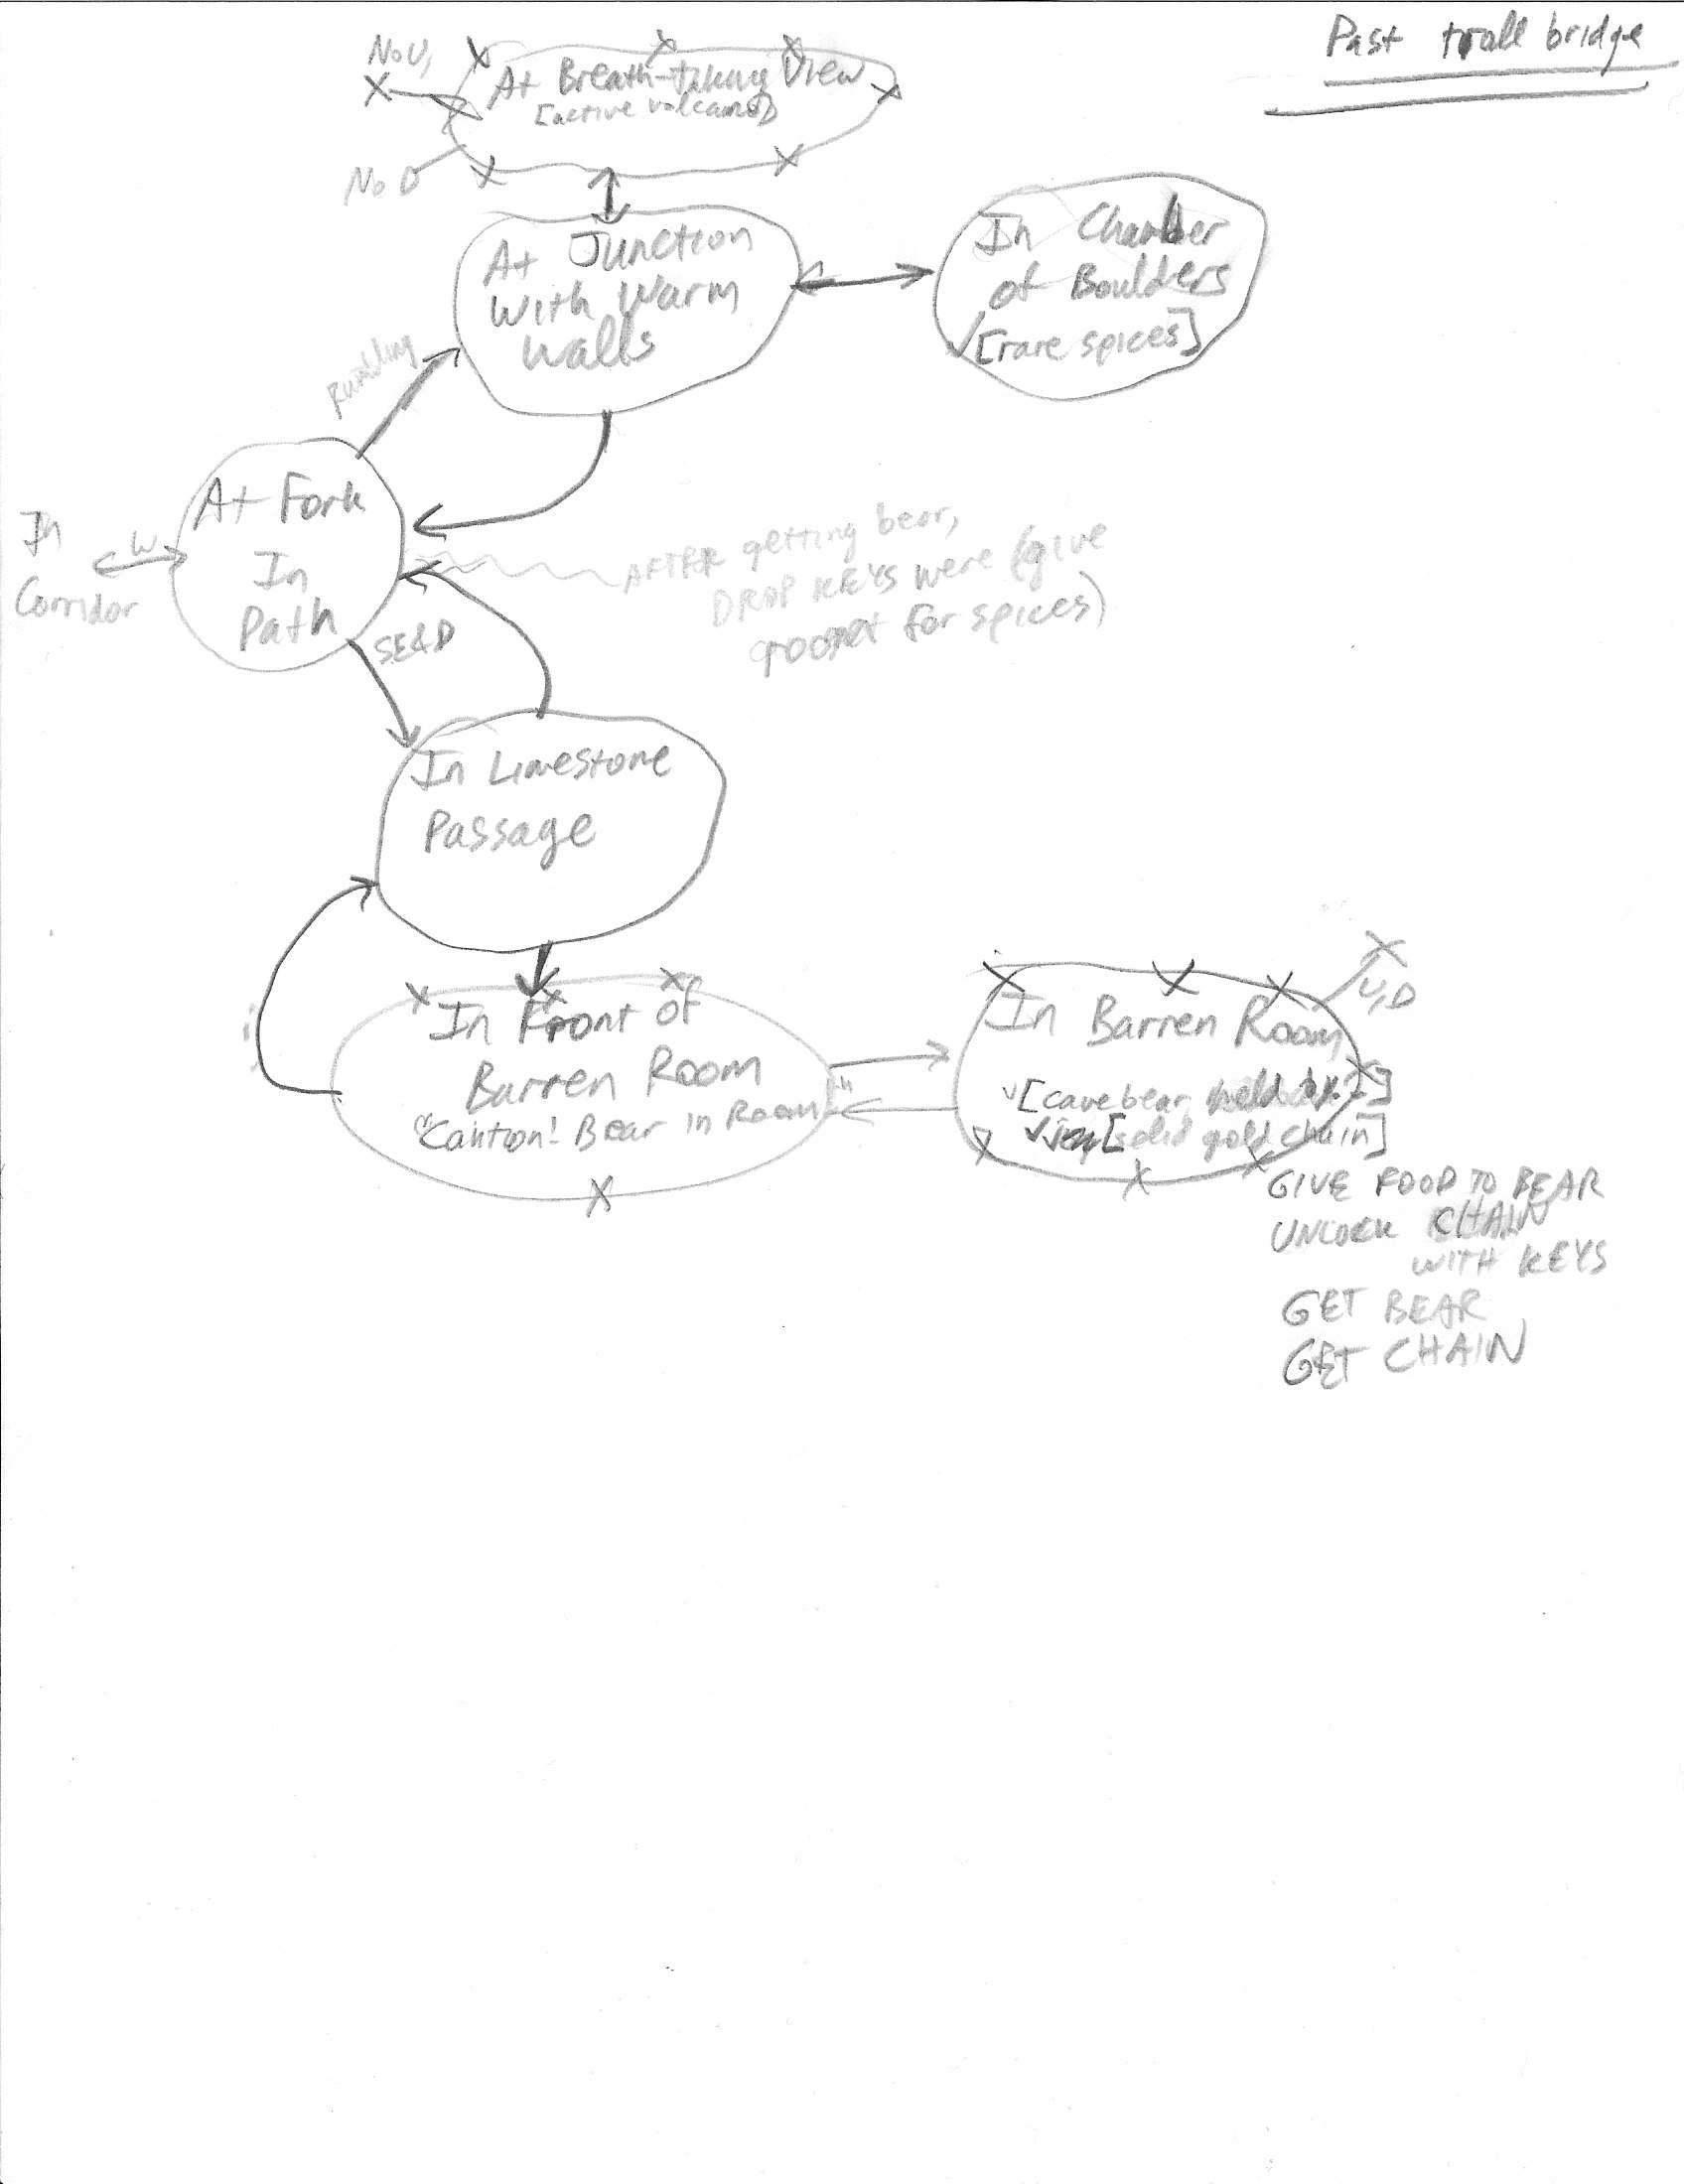 Past troll bridge
No U,
At Breath-taking View
[active volcano]
No D
At Junction
With Warm
Walls
In Chamber
of Boulders
[rare spices]
Rumbling
At Fork
In
Path
In
Corridor
W
AFTER getting bear,
DROP KEYS were (give
for spices)
SE&D
In Limestone
Passage
In Front of
Barren Room
"Caution! Bear in Room"
In Barren Room
U,D
[cave bear
[solid gold chain]
GIVE FOOD TO BEAR
UNLOCK CHAIN
WITH KEYS
GET BEAR
GET CHAIN